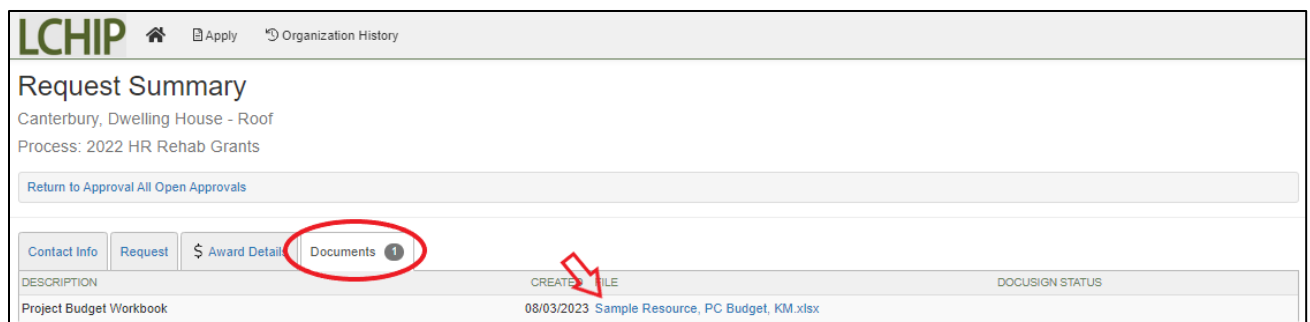 LCHIP Apply Organization History
Request Summary
Canterbury, Dwelling House - Roof
Process: 2022 HR Rehab Grants
Return to Approval All Open Approvals
Contact Info Request $ Award Details Documents 1
DESCRIPTION CREATED FILE DOCUSIGN STATUS
Project Budget Workbook 08/03/2023 Sample Resource, PC Budget, KM.xlsx